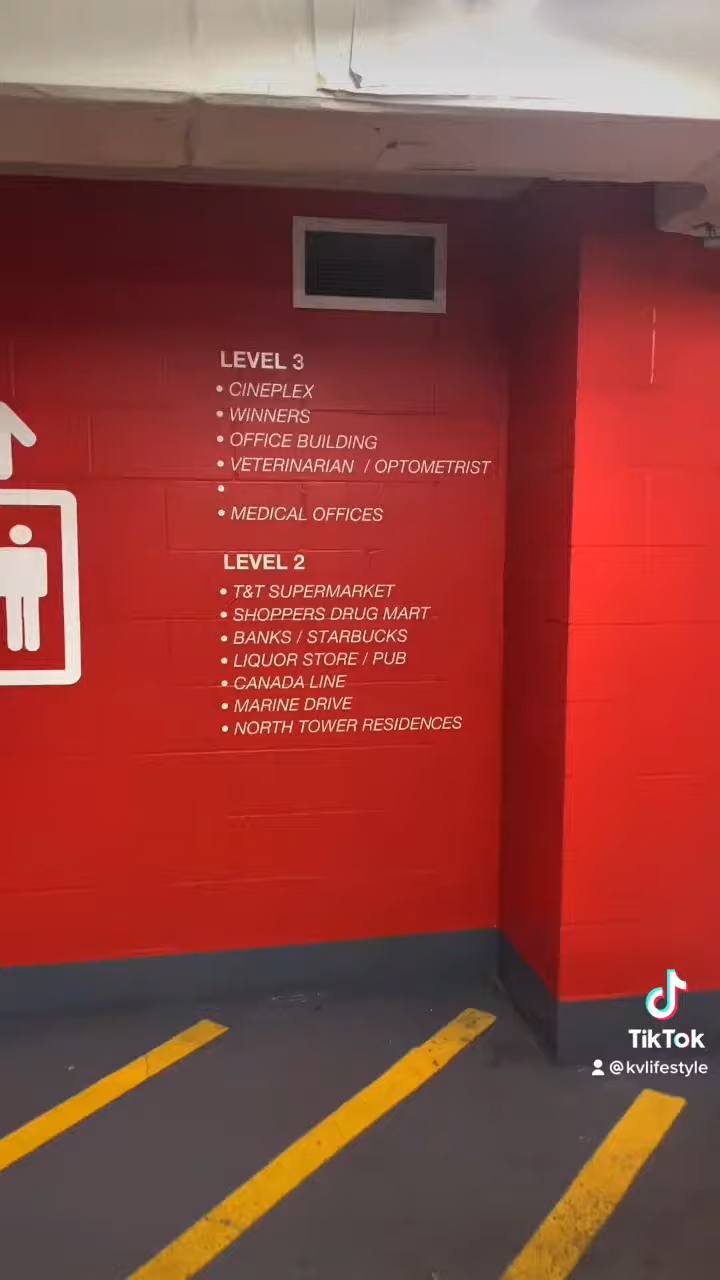 LEVEL 3
• CINEPLEX
• WINNERS
• OFFICE BUILDING
• VETERINARIAN / OPTOMETRIST
•
• MEDICAL OFFICES
LEVEL 2
• T&T SUPERMARKET
• SHOPPERS DRUG MART
• BANKS / STARBUCKS
• LIQUOR STORE / PUB
• CANADA LINE
• MARINE DRIVE
• NORTH TOWER RESIDENCES
TikTok
@kvlifestyle